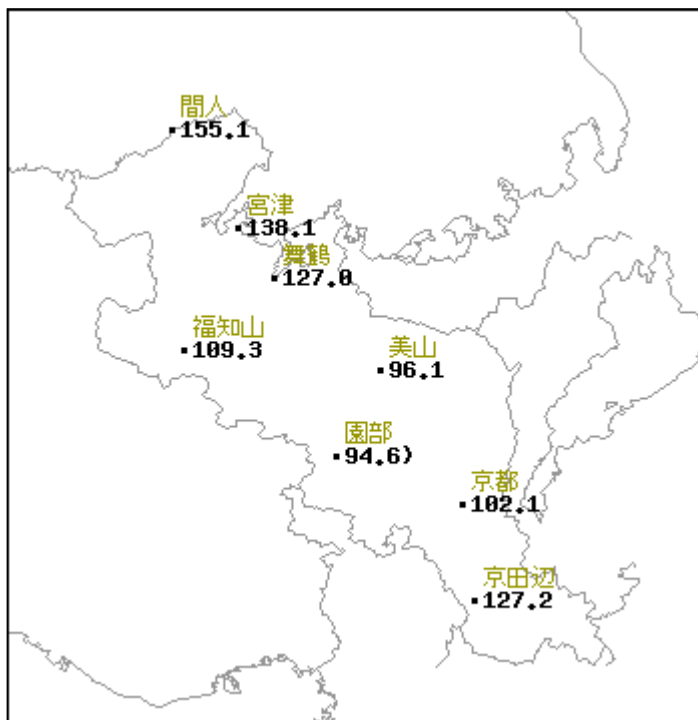 間人
155.1
宮津
138.1
舞鶴
127.0
福知山
109.3
美山
96.1
園部
94.6)
京都
102.1
京田辺
127.2